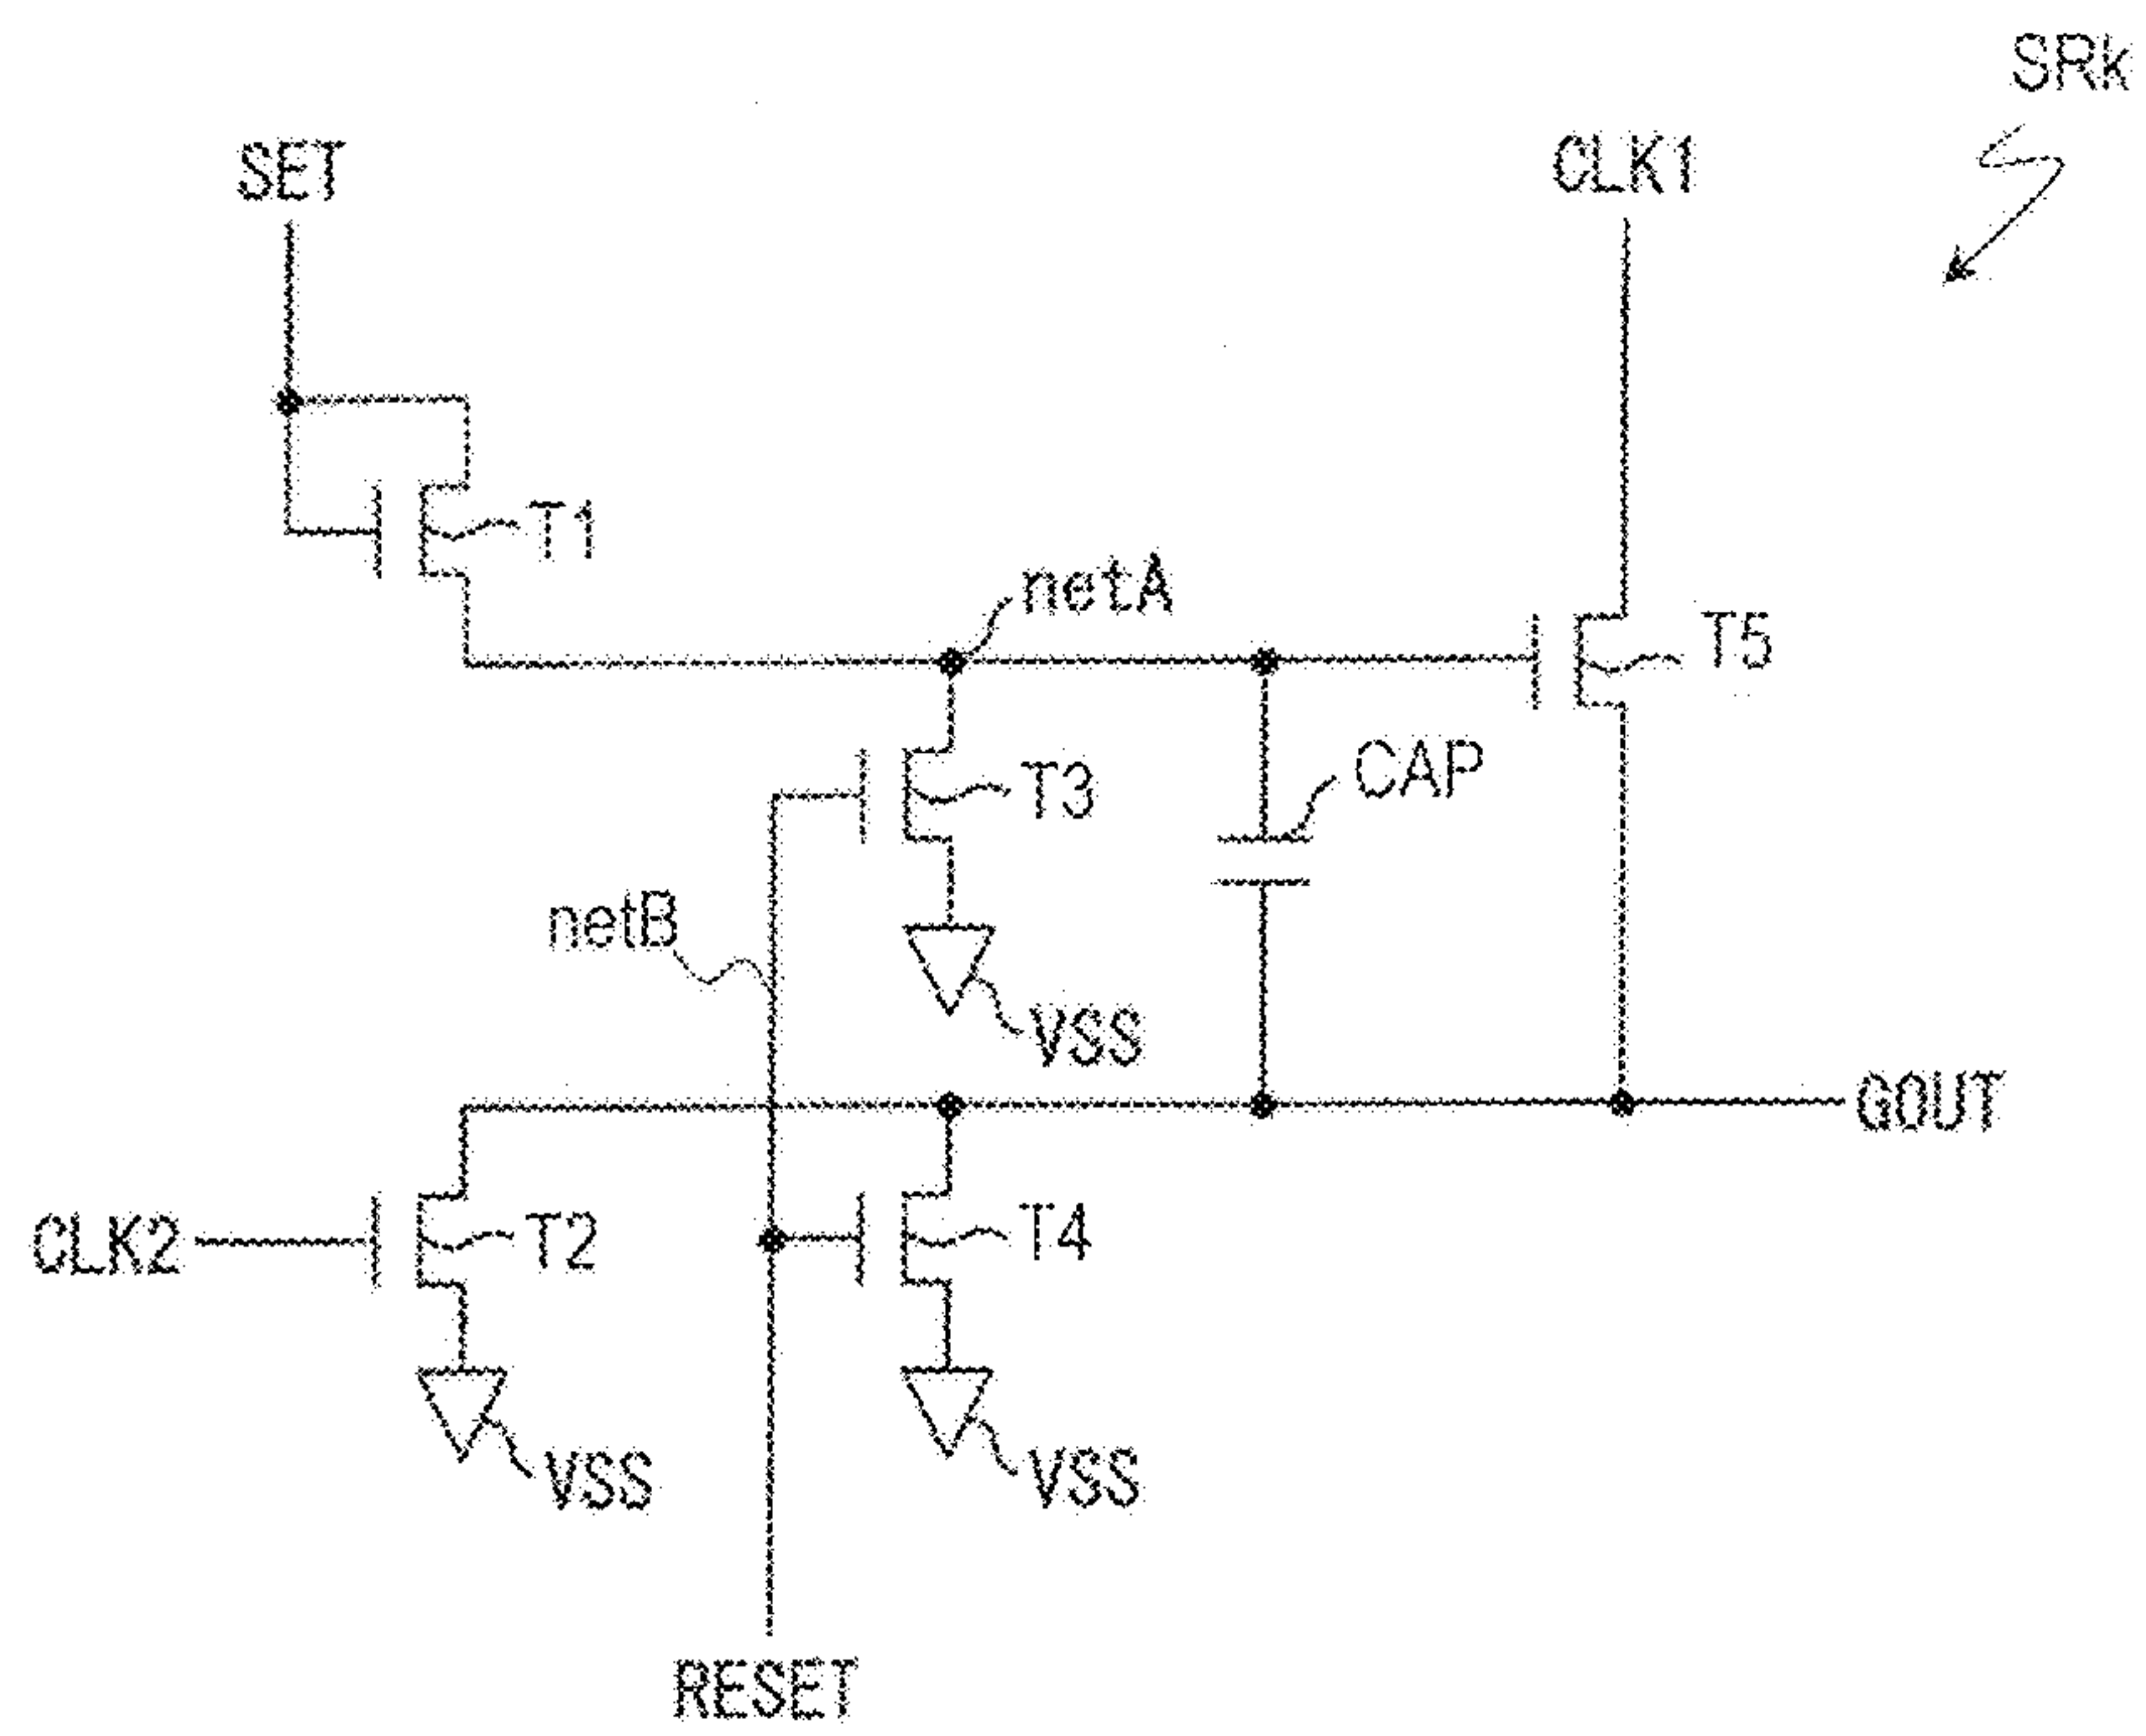 SRk
SET
CLK1
T1
netA
T5
T3
CAP
netB
VSS
GOUT
CLK2
T2
T4
VSS
VSS
RESET